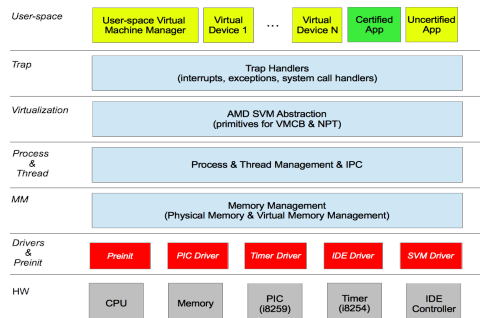 User-space
User-space Virtual
Machine Manager
Virtual
Device 1
...
Virtual
Device N
Certified
App
Uncertified
App
Trap
Trap Handlers
(interrupts, exceptions, system call handlers)
Virtualization
AMD SVM Abstraction
(primitives for VMCB & NPT)
Process
&
Thread
Process & Thread Management & IPC
MM
Memory Management
(Physical Memory & Virtual Memory Management)
Drivers
&
Preinit
Preinit
PIC Driver
Timer Driver
IDE Driver
SVM Driver
HW
CPU
Memory
PIC
(i8259)
Timer
(i8254)
IDE
Controller